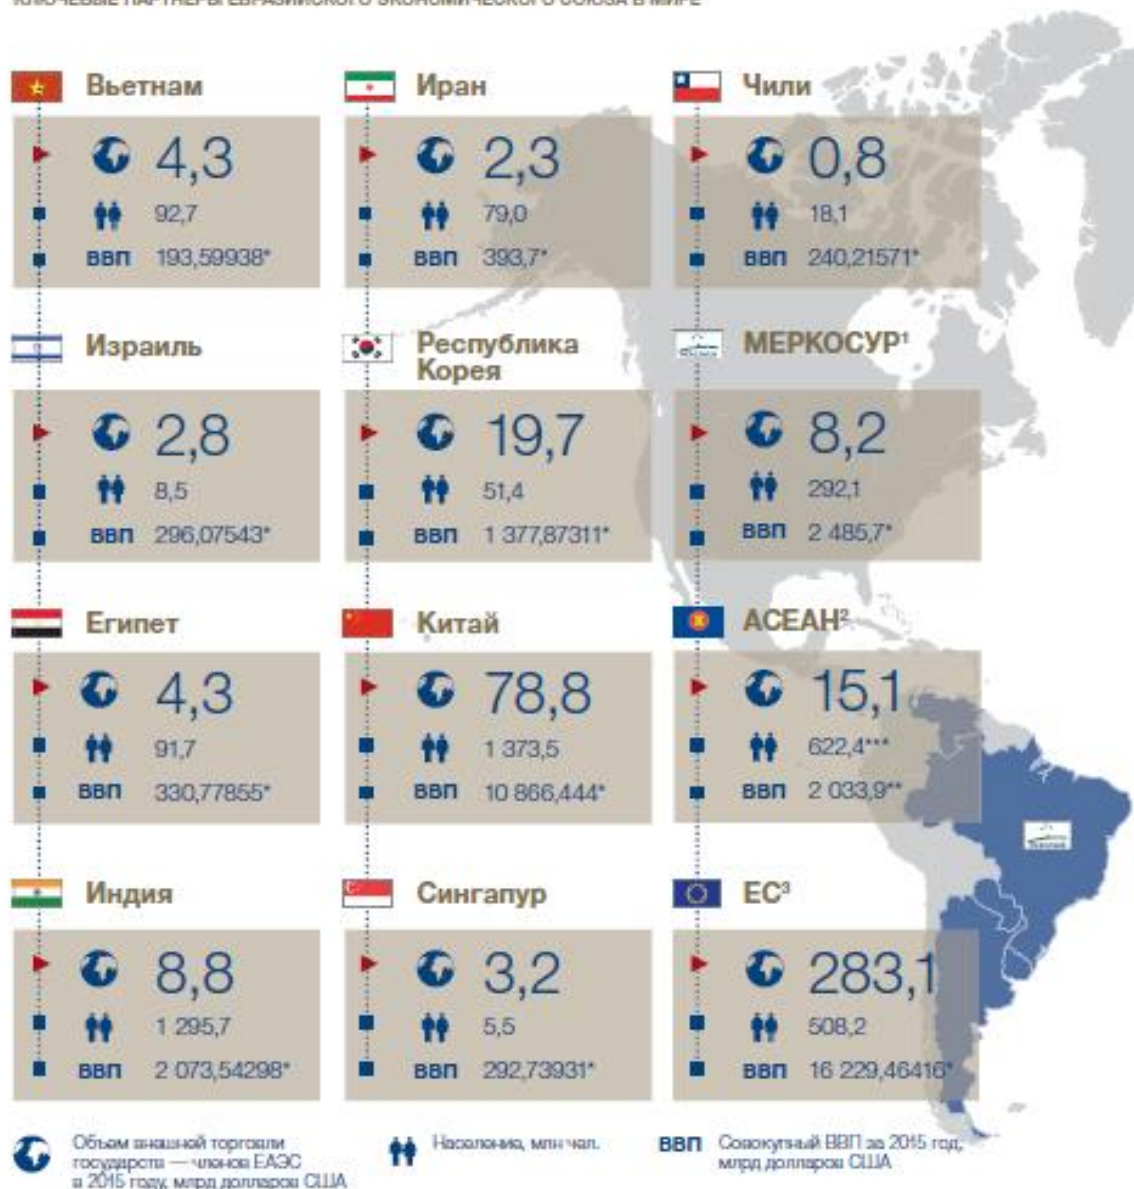 КЛЮЧЕВЫЕ ПАРТНЕРЫ ЕВРАЗИЙСКОГО ЭКОНОМИЧЕСКОГО СОЮЗА В МИРЕ
Вьетнам
4,3
92,7
ВВП 193,59938*
Иран
2,3
79,0
ВВП 393,7*
Чили
0,8
18,1
ВВП 240,21571*
Израиль
2,8
8,5
ВВП 296,07543*
Республика
Корея
19,7
51,4
ВВП 1 377,87311*
МЕРКОСУР¹
8,2
292,1
ВВП 2 485,7*
Египет
4,3
91,7
ВВП 330,77855*
Китай
78,8
1 373,5
ВВП 10 866,444*
АСЕАН²
15,1
622,4***
ВВП 2 033,9**
Индия
8,8
1 295,7
ВВП 2 073,54298*
Сингапур
3,2
5,5
ВВП 292,73931*
ЕС³
283,1
508,2
ВВП 16 229,46416*
Объем внешней торговли
государств — членов ЕАЭС
в 2015 году, млрд долларов США
Население, млн чел.
ВВП Совокупный ВВП за 2015 год,
млрд долларов США